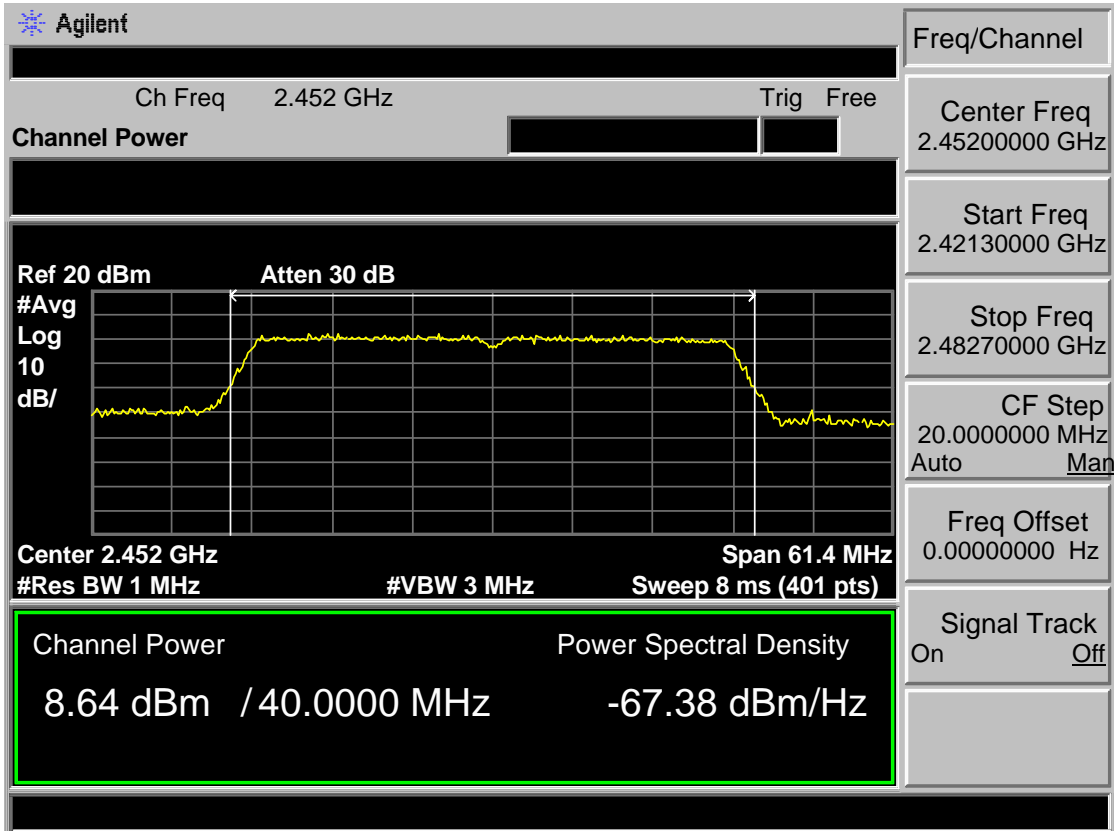 Agilent
Freq/Channel
Ch Freq 2.452 GHz Trig Free
Channel Power
Center Freq
2.45200000 GHz
Start Freq
2.42130000 GHz
Stop Freq
2.48270000 GHz
CF Step
20.0000000 MHz
Auto Man
Freq Offset
0.00000000 Hz
Signal Track
On Off
Ref 20 dBm Atten 30 dB
#Avg
Log
10
dB/
Center 2.452 GHz Span 61.4 MHz
#Res BW 1 MHz #VBW 3 MHz Sweep 8 ms (401 pts)
Channel Power Power Spectral Density
8.64 dBm / 40.0000 MHz -67.38 dBm/Hz